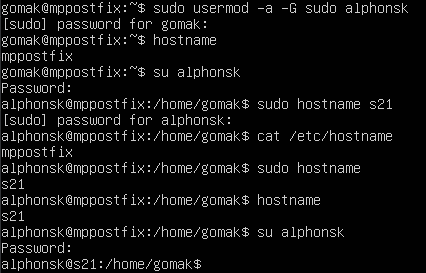 gomak@mppostfix:~$ sudo usermod -a -G sudo alphonsk
[sudo] password for gomak:
gomak@mppostfix:~$ hostname
mppostfix
gomak@mppostfix:~$ su alphonsk
Password:
alphonsk@mppostfix:/home/gomak$ sudo hostname s21
[sudo] password for alphonsk:
alphonsk@mppostfix:/home/gomak$ cat /etc/hostname
mppostfix
alphonsk@mppostfix:/home/gomak$ sudo hostname
s21
alphonsk@mppostfix:/home/gomak$ hostname
s21
alphonsk@mppostfix:/home/gomak$ su alphonsk
Password:
alphonsk@s21:/home/gomak$